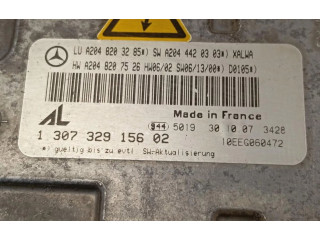 LU A204 820 32 85*) SW A204 442 03 03*) XALWA
HW A204 820 75 26 HW06/02 SW06/13/00*) D0105*)
AL
Made in France
1 307 329 156 02
944 5019 30 10.07 3428
10EEG060472
*) gueltig bis zu evtl. SW-Aktualisierung